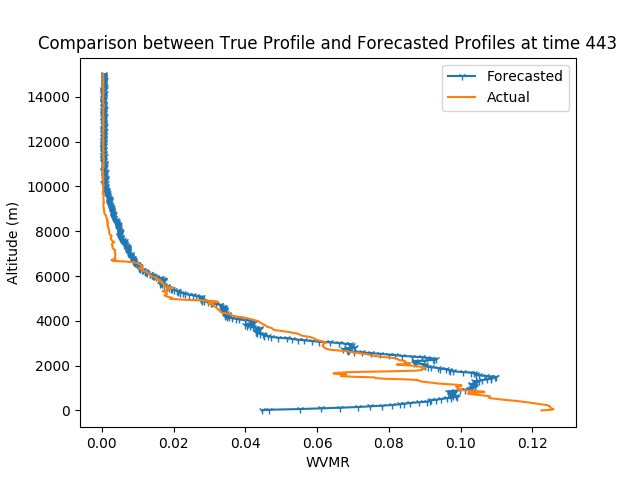 Comparison between True Profile and Forecasted Profiles at time 443
Forecasted
Actual
14000
12000
10000
8000
6000
4000
2000
0
Altitude (m)
0.00 0.02 0.04 0.06 0.08 0.10 0.12
WVMR